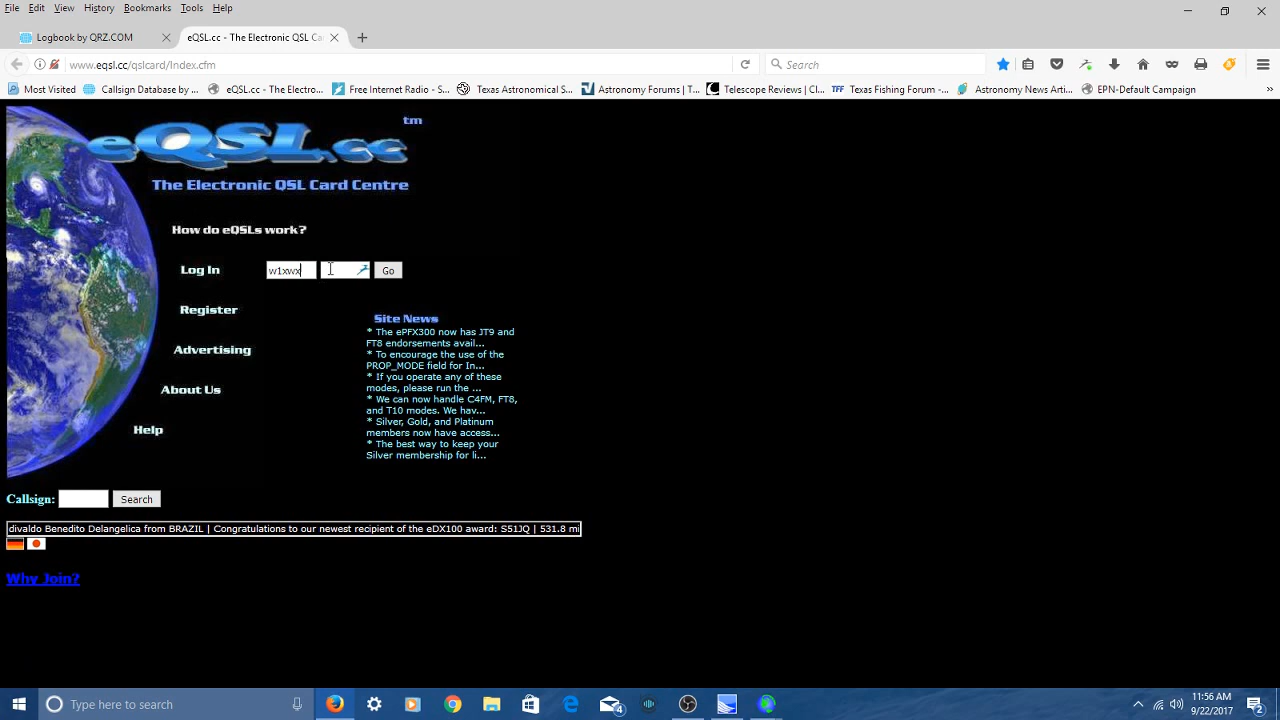 File Edit View History Bookmarks Tools Help
Logbook by QRZ.COM
eQSL.cc - The Electronic QSL Ca
www.eqsl.cc/qslcard/Index.cfm
Search
Most Visited Callsign Database by ... eQSL.cc - The Electro... Free Internet Radio - S... Texas Astronomical S... Astronomy Forums | T... Telescope Reviews | Cl... TFF Texas Fishing Forum -... Astronomy News Arti... EPN-Default Campaign »
eQSL.cc tm
The Electronic QSL Card Centre
How do eQSLs work?
Log In w1xwx Go
Register
Site News
* The ePFX300 now has JT9 and
FT8 endorsements avail...
* To encourage the use of the
PROP_MODE field for In...
* If you operate any of these
modes, please run the ...
* We can now handle C4FM, FT8,
and T10 modes. We hav...
* Silver, Gold, and Platinum
members now have access...
* The best way to keep your
Silver membership for li...
Advertising
About Us
Help
Callsign: Search
divaldo Benedito Delangelica from BRAZIL | Congratulations to our newest recipient of the eDX100 award: S51JQ | 531.8 mi
Why Join?
Type here to search
4
11:56 AM
9/22/2017
2